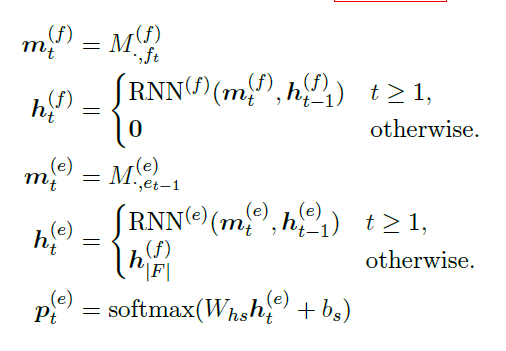 m_t^{(f)} = M_{·,f_t}^{(f)}
h_t^{(f)} = { RNN^{(f)}(m_t^{(f)}, h_{t−1}^{(f)}) t ≥ 1,
0 otherwise.
m_t^{(e)} = M_{·,e_{t−1}}^{(e)}
h_t^{(e)} = { RNN^{(e)}(m_t^{(e)}, h_{t−1}^{(e)}) t ≥ 1,
h_{|F|}^{(f)} otherwise.
p_t^{(e)} = softmax(W_{hs}h_t^{(e)} + b_s)